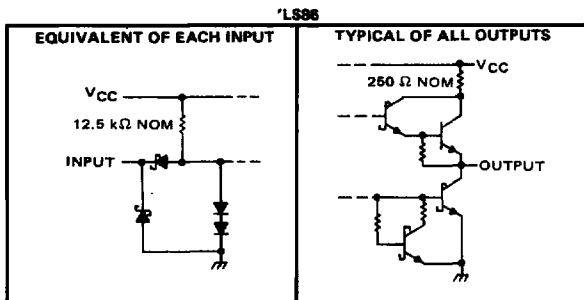 'LS86
EQUIVALENT OF EACH INPUT
VCC
12.5 kΩ NOM
INPUT
TYPICAL OF ALL OUTPUTS
VCC
250 Ω NOM
OUTPUT